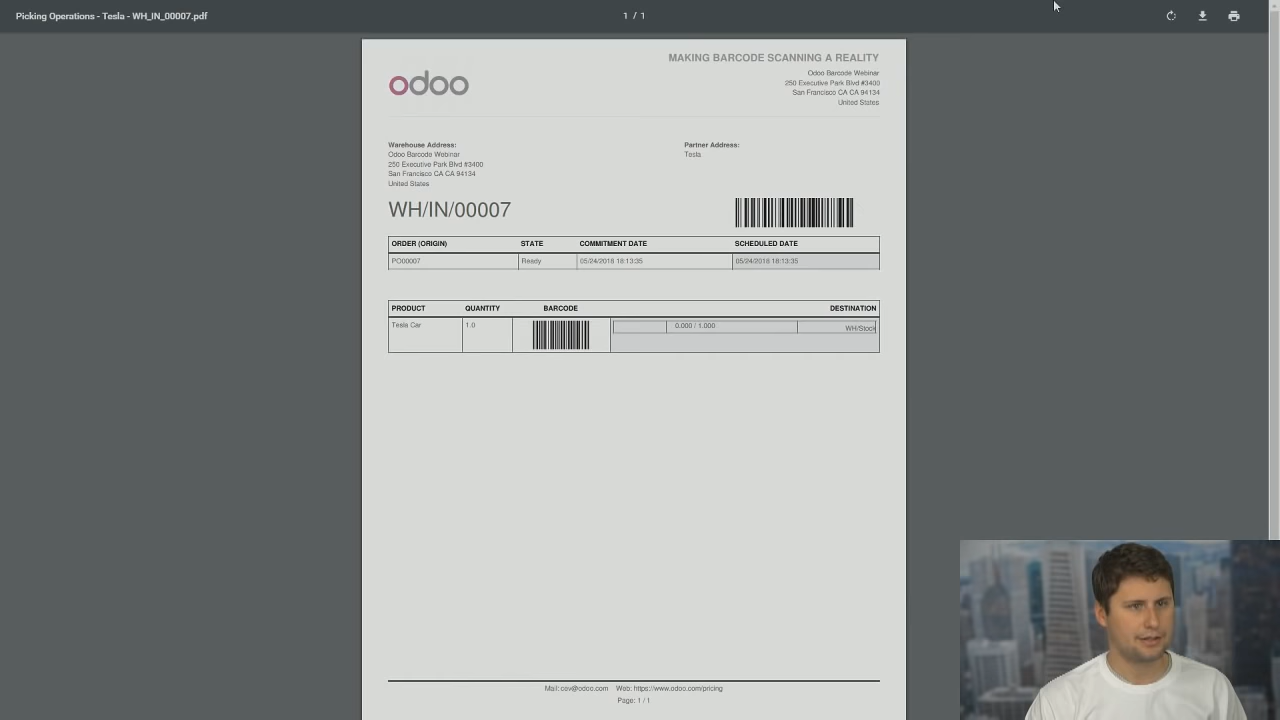 Picking Operations - Tesla - WH_IN_00007.pdf
1 / 1
MAKING BARCODE SCANNING A REALITY
odoo
Odoo Barcode Webinar
250 Executive Park Blvd #3400
San Francisco CA CA 94134
United States
Warehouse Address:
Odoo Barcode Webinar
250 Executive Park Blvd #3400
San Francisco CA CA 94134
United States
Partner Address:
Tesla
WH/IN/00007
ORDER (ORIGIN) STATE COMMITMENT DATE SCHEDULED DATE
PO00007 Ready 05/24/2018 18:13:35 05/24/2018 18:13:35
PRODUCT QUANTITY BARCODE DESTINATION
Tesla Car 1.0 0.000 / 1.000 WH/Stock
Mail: cov@odoo.com Web: https://www.odoo.com/pricing
Page: 1 / 1